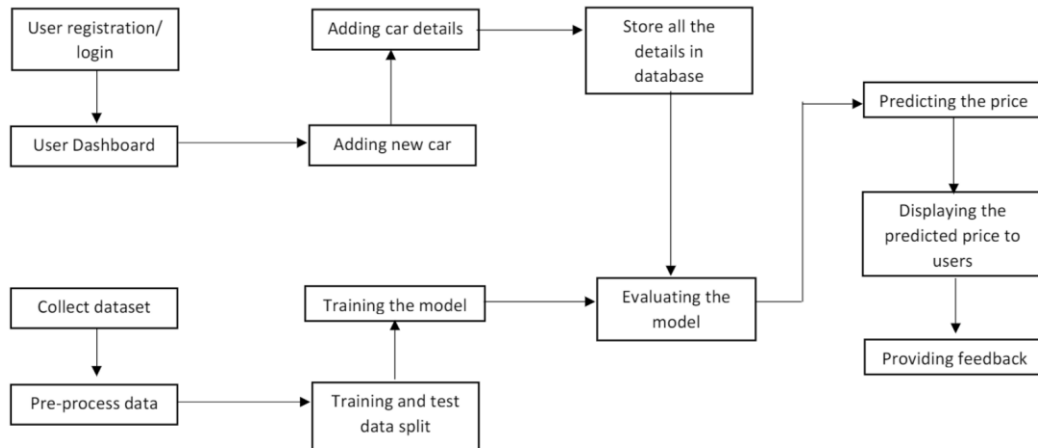 User registration/
login
Adding car details
Store all the
details in
database
Predicting the price
User Dashboard
Adding new car
Displaying the
predicted price to
users
Collect dataset
Training the model
Evaluating the
model
Providing feedback
Pre-process data
Training and test
data split